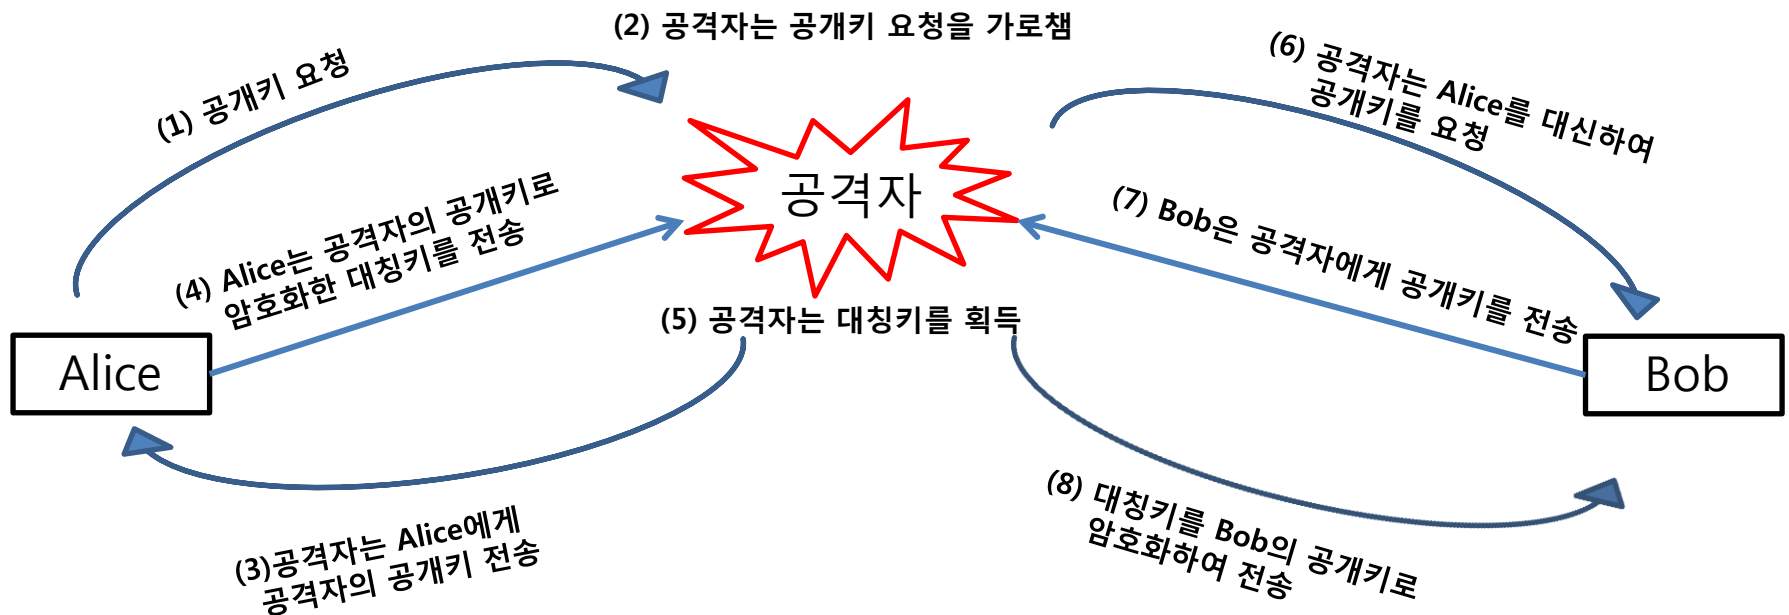 (2) 공격자는 공개키 요청을 가로챔
(1) 공개키 요청
(6) 공격자는 Alice를 대신하여
공개키를 요청
공격자
(4) Alice는 공격자의 공개키로
암호화한 대칭키를 전송
(7) Bob은 공격자에게 공개키를 전송
(5) 공격자는 대칭키를 획득
Alice
Bob
(3)공격자는 Alice에게
공격자의 공개키 전송
(8) 대칭키를 Bob의 공개키로
암호화하여 전송